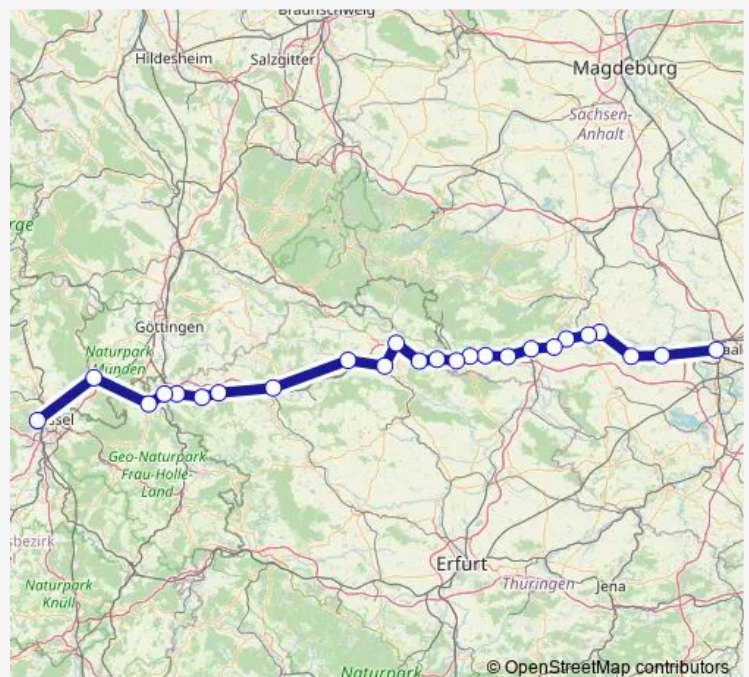 Braunschweig
Hildesheim
Salzgitter
Magdeburg
Sachsen-
Anhalt
Göttingen
Naturpark
Münden
Geo-Naturpark
Frau-Holle-
Land
Erfurt
Naturpark
Knüll
Thüringen
Jena
Naturpark
© OpenStreetMap contributors